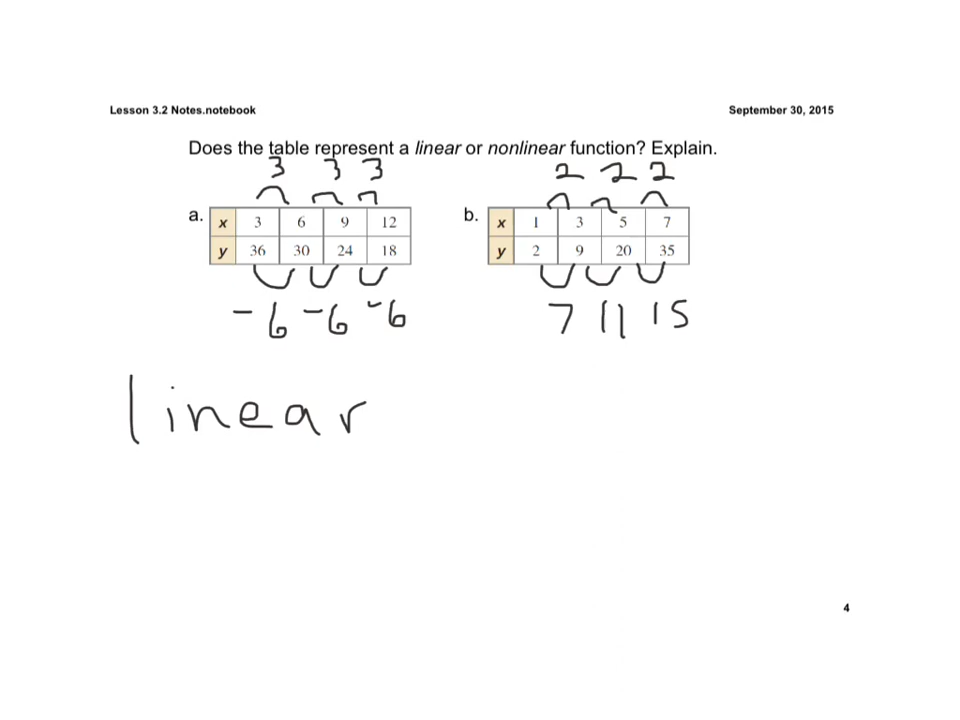 Lesson 3.2 Notes.notebook September 30, 2015
Does the table represent a linear or nonlinear function? Explain.
3 3 3 2 2 2
a. x 3 6 9 12 b. x 1 3 5 7
y 36 30 24 18 y 2 9 20 35
-6 -6 -6 7 11 15
linear
4